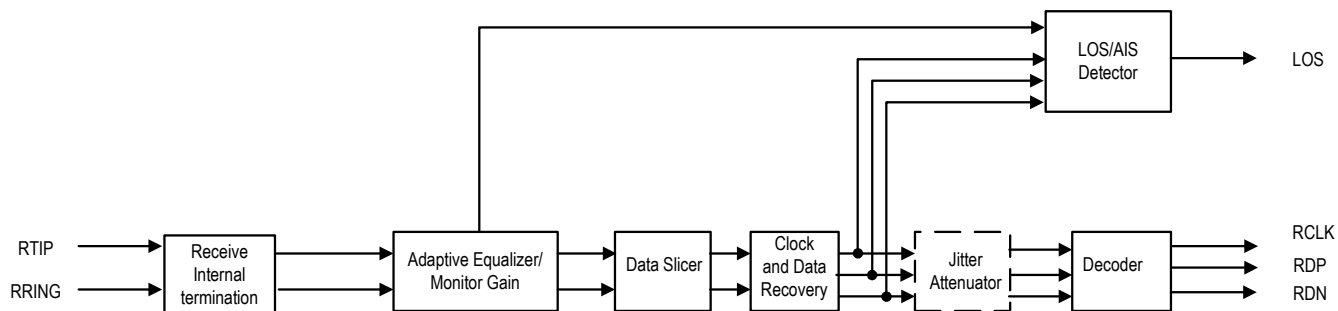 LOS/AIS
Detector
LOS
RTIP
RRING
Receive
Internal
termination
Adaptive Equalizer/
Monitor Gain
Data Slicer
Clock
and Data
Recovery
Jitter
Attenuator
Decoder
RCLK
RDP
RDN